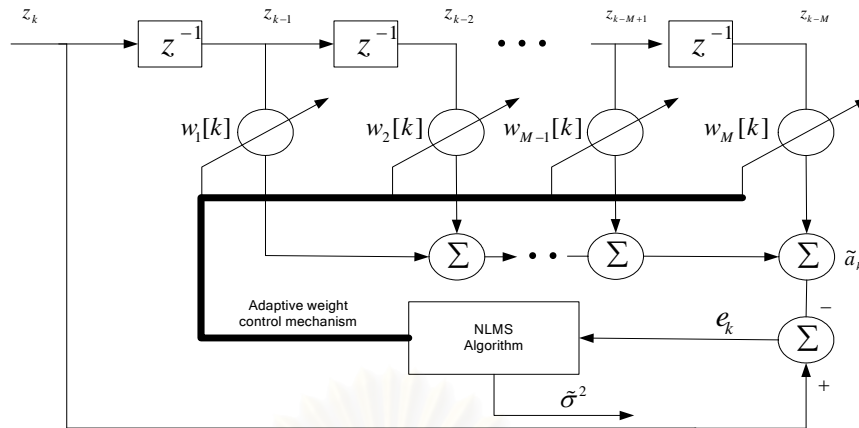 z_k z_{k-1} z_{k-2} z_{k-M+1} z_{k-M}
z^{-1} z^{-1} • • • z^{-1}
w_1[k] w_2[k] w_{M-1}[k] w_M[k]
Σ • • Σ Σ
Adaptive weight
control mechanism
NLMS
Algorithm
e_k
−
Σ
+
σ̃^2